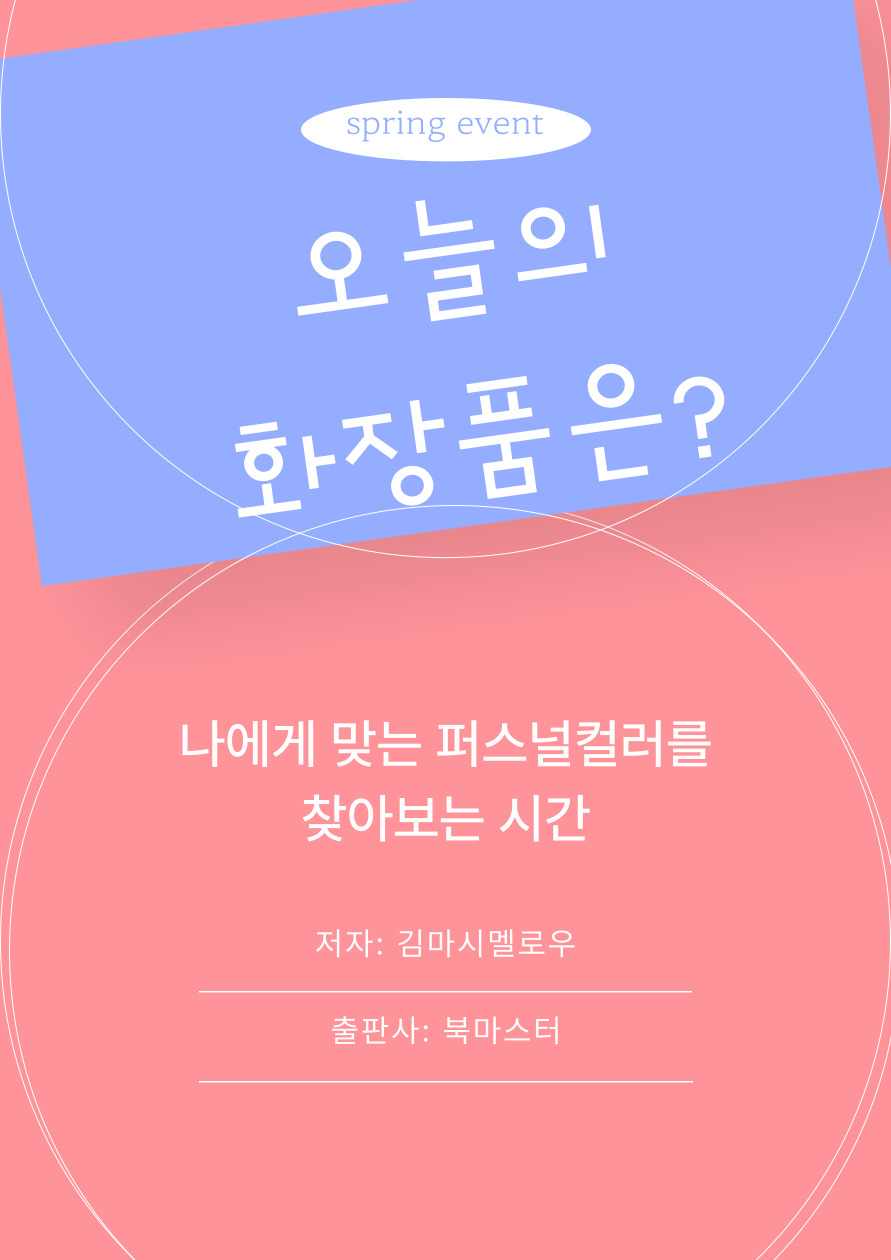 spring event
오늘의
화장품은?
나에게 맞는 퍼스널컬러를
찾아보는 시간
저자: 김마시멜로우
출판사: 북마스터